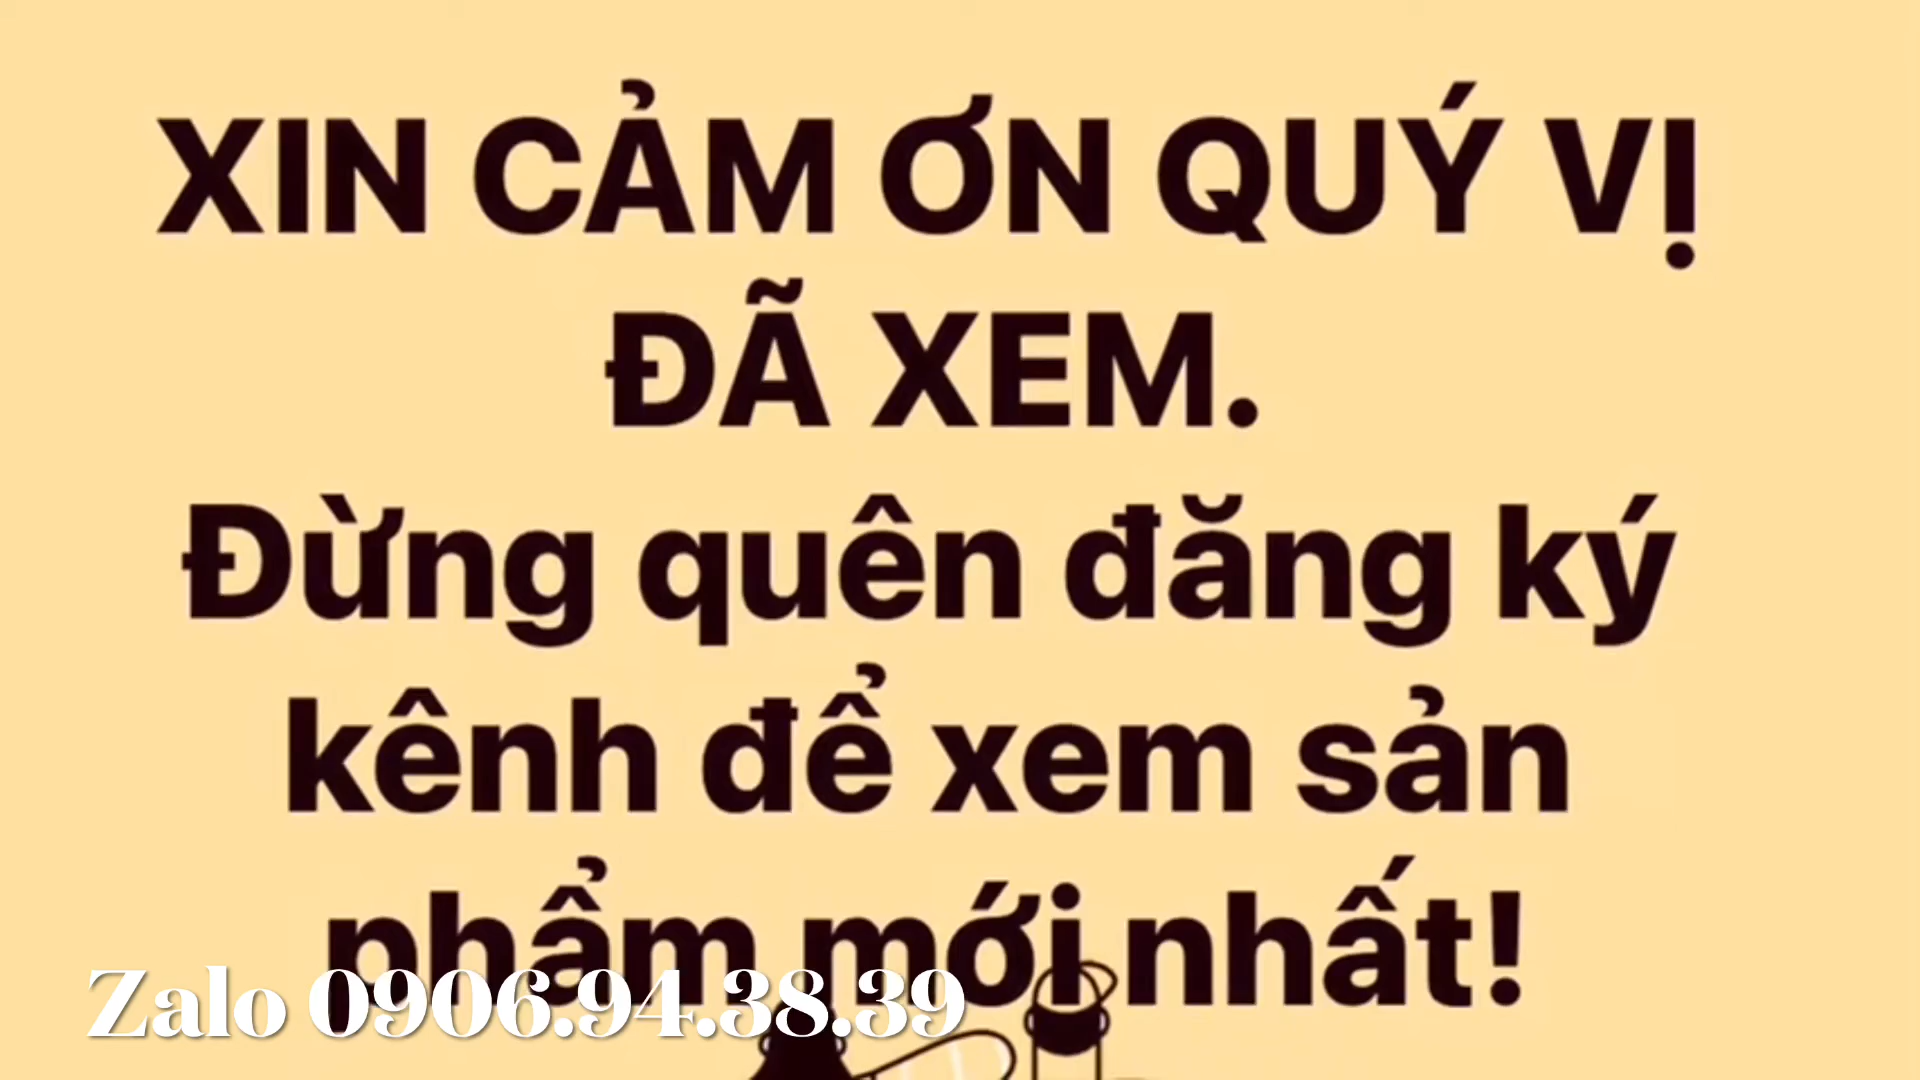 XIN CẢM ƠN QUÝ VỊ
ĐÃ XEM.
Đừng quên đăng ký
kênh để xem sản
phẩm mới nhất!
Zalo 0906.94.38.39